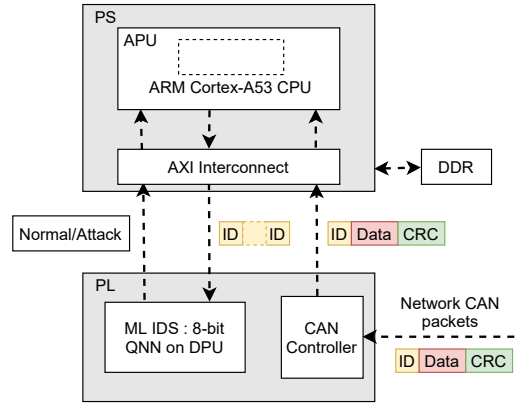 PS
APU
ARM Cortex-A53 CPU
AXI Interconnect
DDR
Normal/Attack
ID ID
ID Data CRC
PL
ML IDS : 8-bit
QNN on DPU
CAN
Controller
Network CAN
packets
ID Data CRC